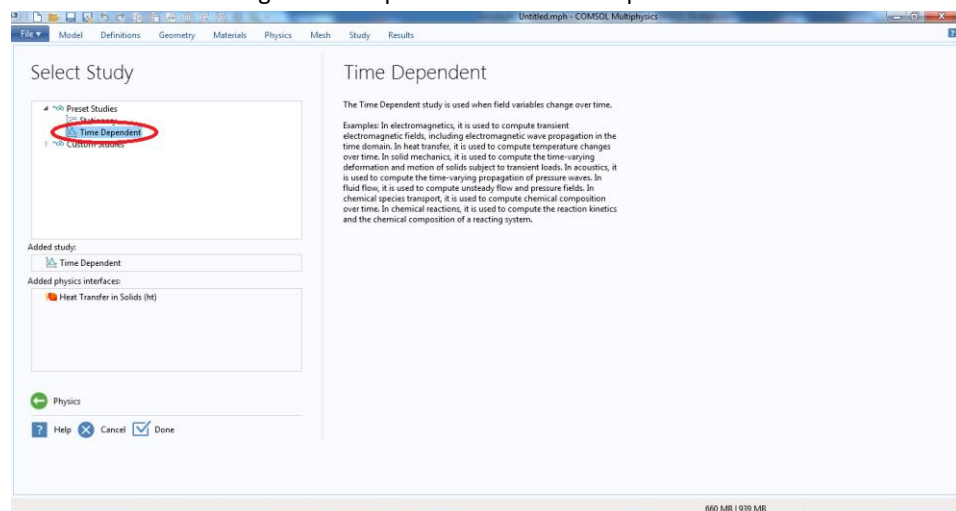 Untitled.mph - COMSOL Multiphysics
File Model Definitions Geometry Materials Physics Mesh Study Results
Select Study
Preset Studies
Stationary
Time Dependent
Custom Studies
Added study:
Time Dependent
Added physics interfaces:
Heat Transfer in Solids (ht)
Physics
? Help Cancel Done
Time Dependent
The Time Dependent study is used when field variables change over time.
Examples: In electromagnetics, it is used to compute transient
electromagnetic fields, including electromagnetic wave propagation in the
time domain. In heat transfer, it is used to compute temperature changes
over time. In solid mechanics, it is used to compute the time-varying
deformation and motion of solids subject to transient loads. In acoustics, it
is used to compute the time-varying propagation of pressure waves. In
fluid flow, it is used to compute unsteady flow and pressure fields. In
chemical species transport, it is used to compute chemical composition
over time. In chemical reactions, it is used to compute the reaction kinetics
and the chemical composition of a reacting system.
660 MB | 939 MB